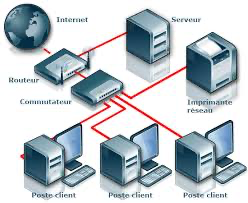 Internet
Serveur
Routeur
Commutateur
Imprimante
réseau
Poste client
Poste client
Poste client